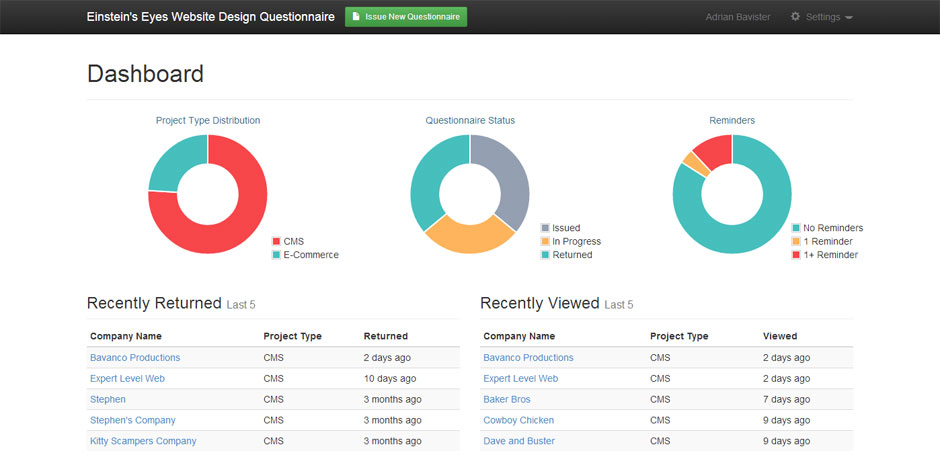 Einstein's Eyes Website Design Questionnaire Issue New Questionnaire Adrian Bavister Settings
Dashboard
Project Type Distribution
CMS
E-Commerce
Questionnaire Status
Issued
In Progress
Returned
Reminders
No Reminders
1 Reminder
1+ Reminder
Recently Returned Last 5
Company Name Project Type Returned
Bavanco Productions CMS 2 days ago
Expert Level Web CMS 10 days ago
Stephen CMS 3 months ago
Stephen's Company CMS 3 months ago
Kitty Scampers Company CMS 3 months ago
Recently Viewed Last 5
Company Name Project Type Viewed
Bavanco Productions CMS 2 days ago
Expert Level Web CMS 2 days ago
Baker Bros CMS 7 days ago
Cowboy Chicken CMS 9 days ago
Dave and Buster CMS 9 days ago